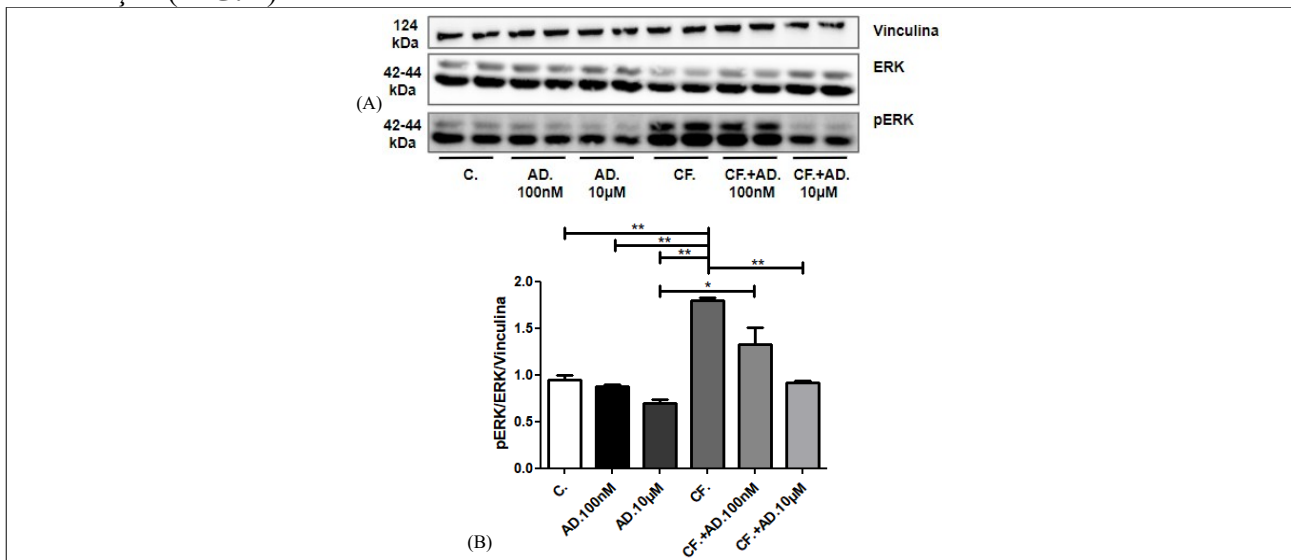 124
kDa
Vinculina
42-44
kDa
ERK
(A)
42-44
kDa
pERK
C.
AD.
100nM
AD.
10µM
CF.
CF.+AD.
100nM
CF.+AD.
10µM
**
**
**
**
*
pERK/ERK/Vinculina
2.0
1.5
1.0
0.5
0.0
C.
AD.100nM
AD.10µM
CF.
CF.+AD.100nM
CF.+AD.10µM
(B)